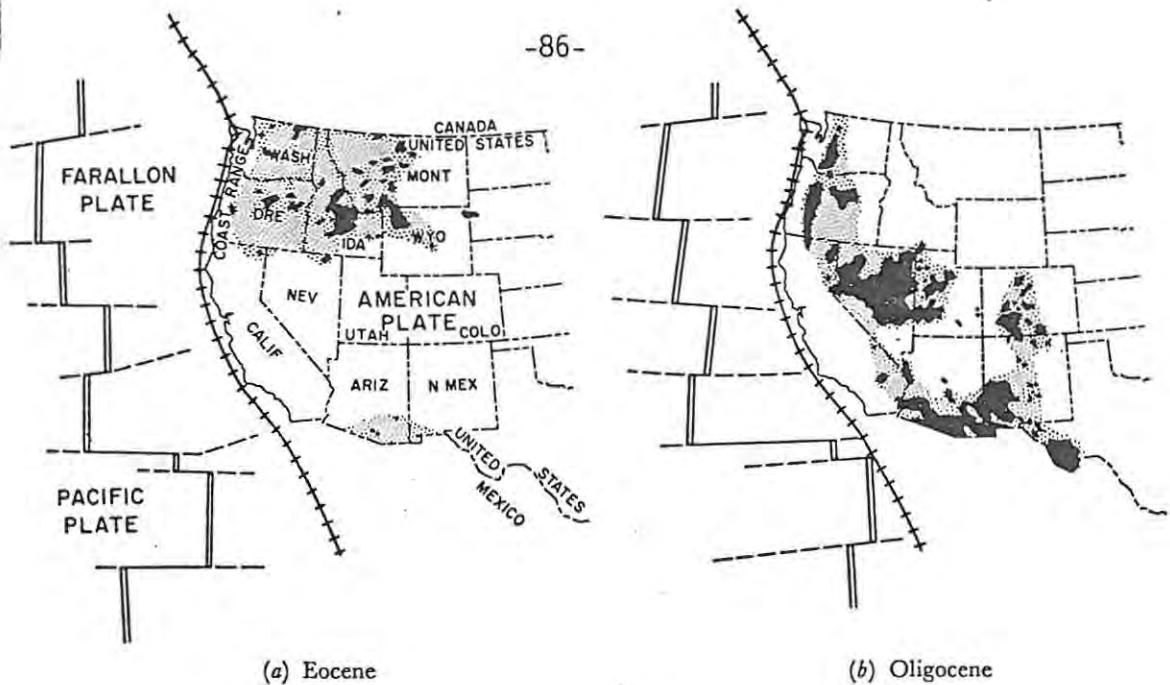 -86-
CANADA
UNITED STATES
FARALLON
PLATE
COAST RANGE
WASH
MONT
ORE
IDA
WYO
NEV
AMERICAN
PLATE
UTAH
COLO
CALIF
ARIZ
N MEX
UNITED STATES
MEXICO
PACIFIC
PLATE
(a) Eocene
(b) Oligocene